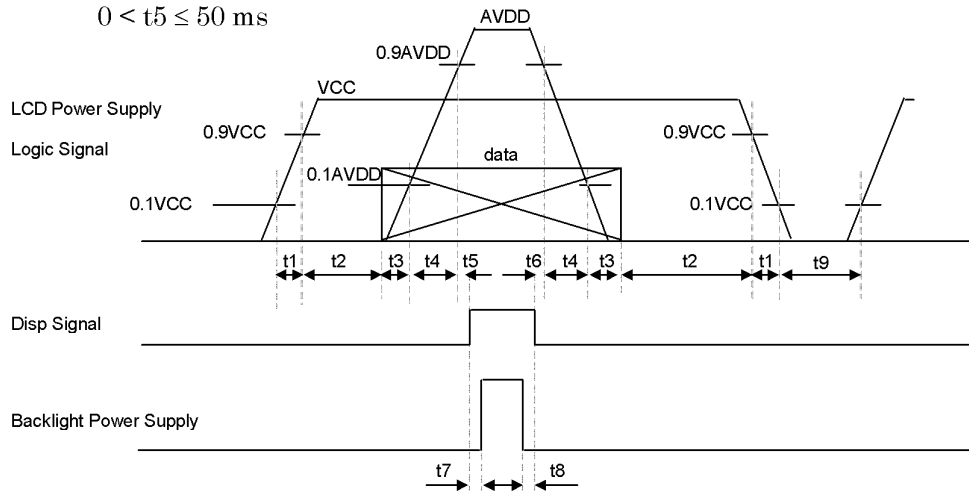 0 < t5 ≤ 50 ms
AVDD
0.9AVDD
VCC
LCD Power Supply
0.9VCC
0.9VCC
Logic Signal
data
0.1AVDD
0.1VCC
0.1VCC
t1 t2 t3 t4 t5 t6 t4 t3 t2 t1 t9
Disp Signal
Backlight Power Supply
t7 t8